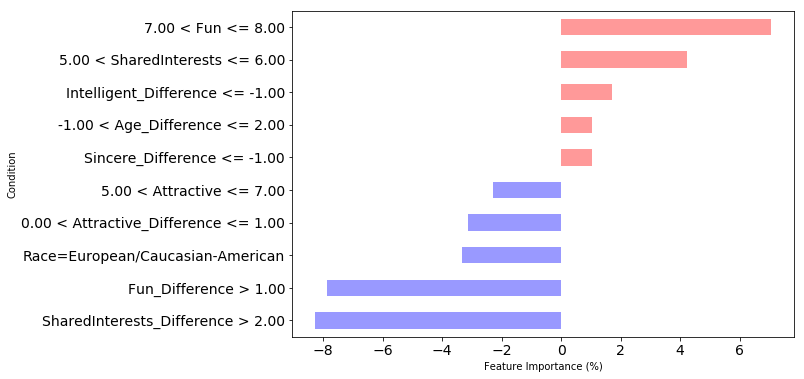 7.00 < Fun <= 8.00
5.00 < SharedInterests <= 6.00
Intelligent_Difference <= -1.00
-1.00 < Age_Difference <= 2.00
Sincere_Difference <= -1.00
5.00 < Attractive <= 7.00
0.00 < Attractive_Difference <= 1.00
Race=European/Caucasian-American
Fun_Difference > 1.00
SharedInterests_Difference > 2.00
Condition
−8 −6 −4 −2 0 2 4 6
Feature Importance (%)